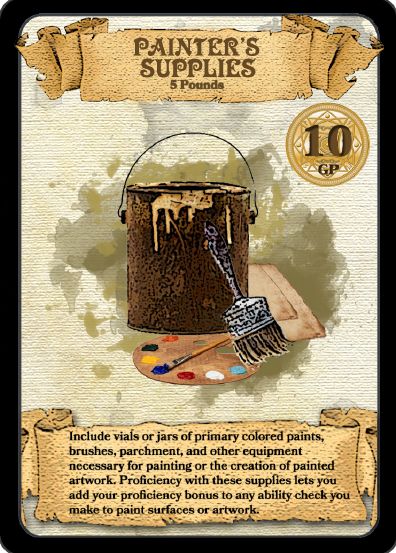 PAINTER'S
SUPPLIES
5 Pounds
10
GP
Include vials or jars of primary colored paints,
brushes, parchment, and other equipment
necessary for painting or the creation of painted
artwork. Proficiency with these supplies lets you
add your proficiency bonus to any ability check you
make to paint surfaces or artwork.